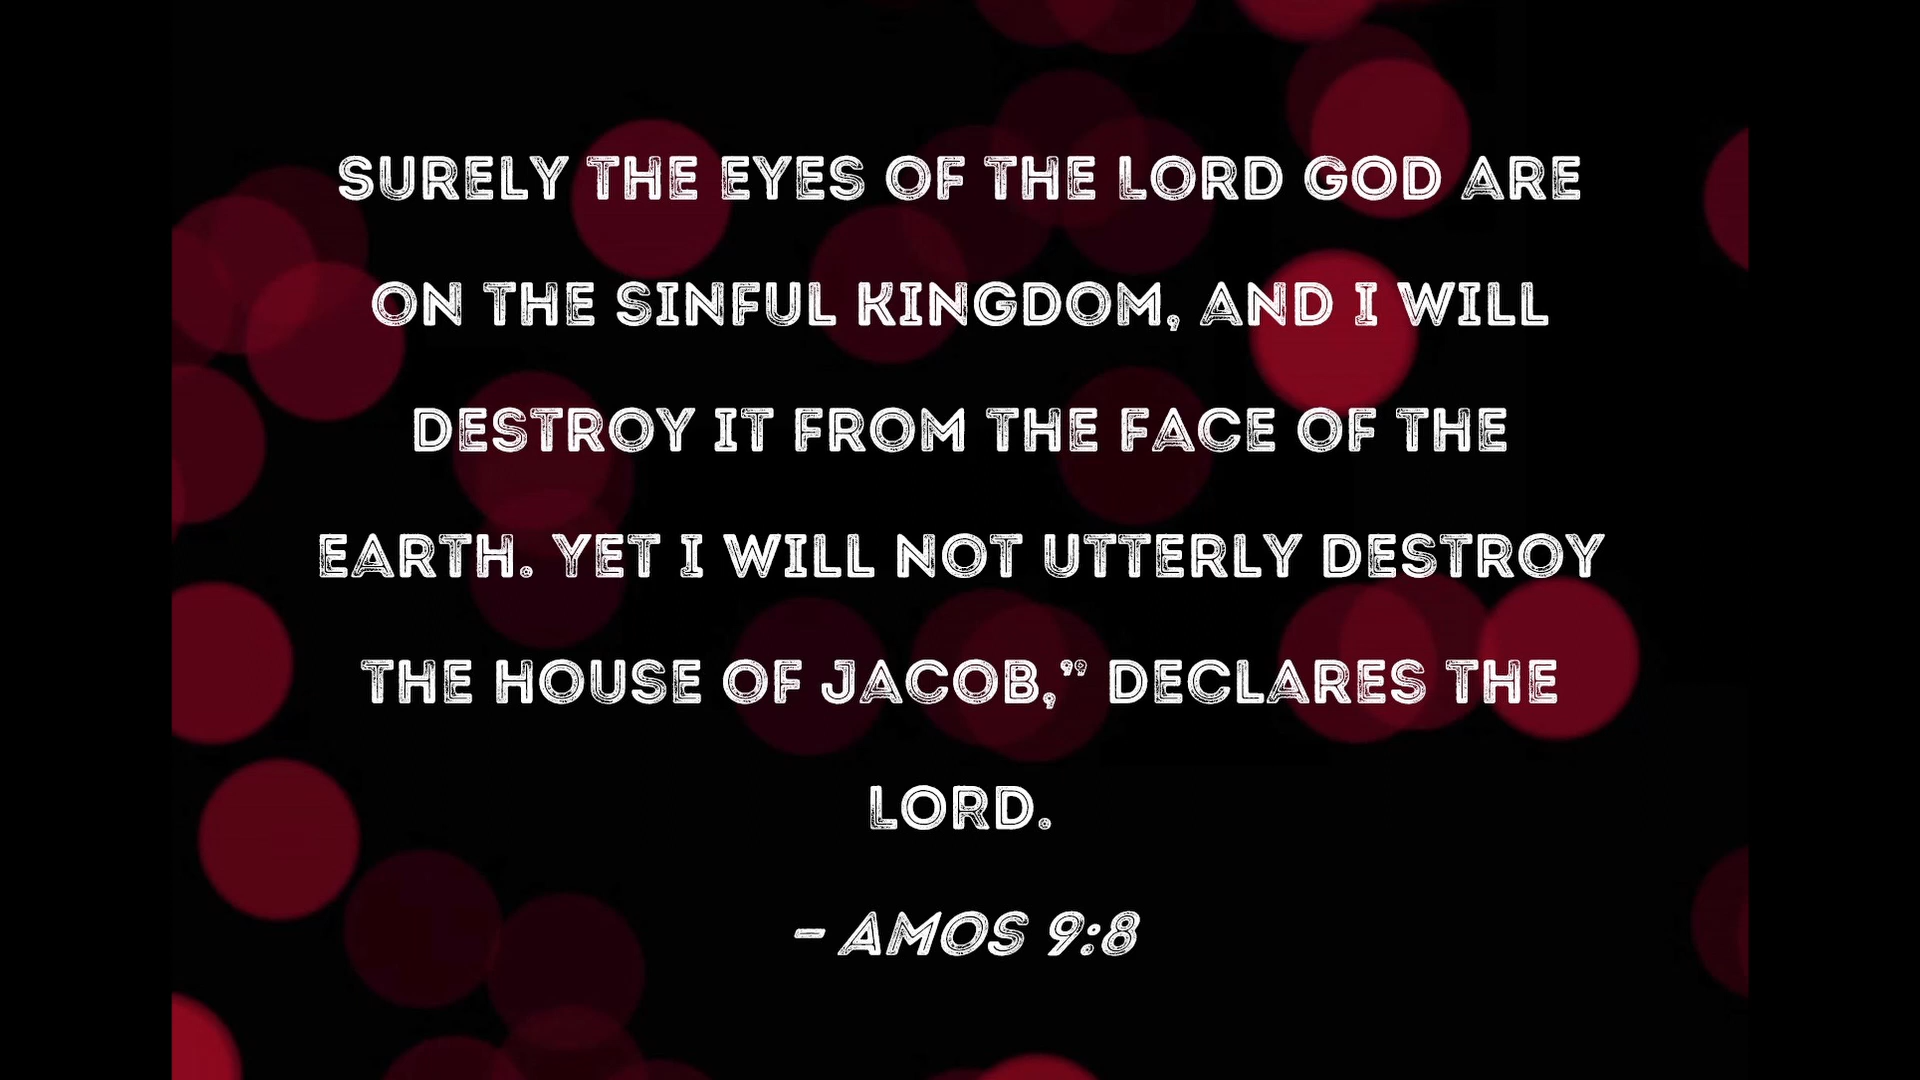 SURELY THE EYES OF THE LORD GOD ARE
ON THE SINFUL KINGDOM, AND I WILL
DESTROY IT FROM THE FACE OF THE
EARTH. YET I WILL NOT UTTERLY DESTROY
THE HOUSE OF JACOB,” DECLARES THE
LORD.
– AMOS 9:8